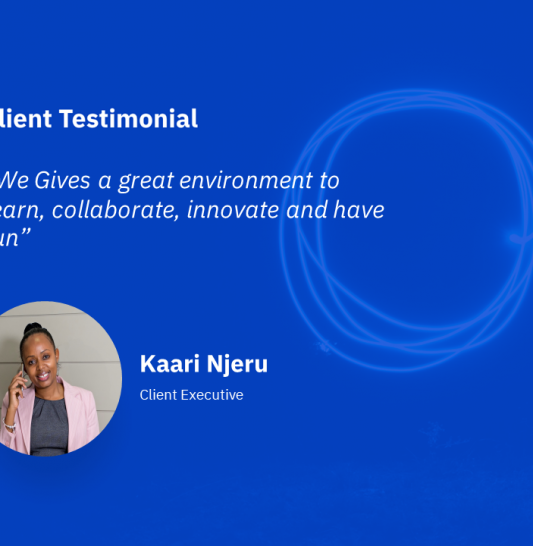 lient Testimonial
We Gives a great environment to
earn, collaborate, innovate and have
un”
Kaari Njeru
Client Executive